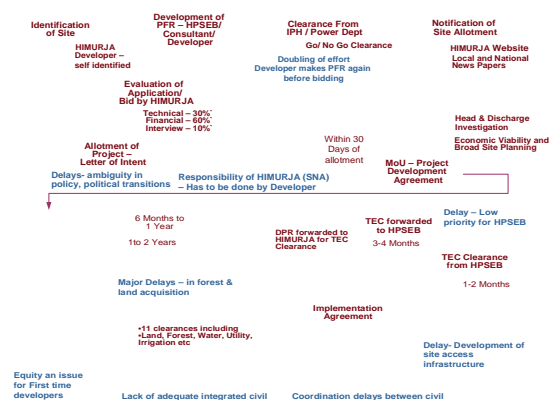 Identification
of Site
HIMURJA
Developer –
self identified
Development of
PFR – HPSEB/
Consultant/
Developer
Clearance From
IPH / Power Dept
Go/ No Go Clearance
Doubling of effort
Developer makes PFR again
before bidding
Notification of
Site Allotment
HIMURJA Website
Local and National
News Papers
Evaluation of
Application/
Bid by HIMURJA
Technical – 30%
Financial – 60%
Interview – 10%
Head & Discharge
Investigation
Economic Viability and
Broad Site Planning
Allotment of
Project –
Letter of Intent
Within 30
Days of
allotment
MoU – Project
Development
Agreement
Delays- ambiguity in
policy, political transitions
Responsibility of HIMURJA (SNA)
– Has to be done by Developer
6 Months to
1 Year
1to 2 Years
DPR forwarded to
HIMURJA for TEC
Clearance
TEC forwarded
to HPSEB
3-4 Months
Delay – Low
priority for HPSEB
TEC Clearance
from HPSEB
1-2 Months
Major Delays – in forest &
land acquisition
Implementation
Agreement
•11 clearances including
•Land, Forest, Water, Utility,
Irrigation etc
Delay- Development of
site access
infrastructure
Equity an issue
for First time
developers
Lack of adequate integrated civil
Coordination delays between civil